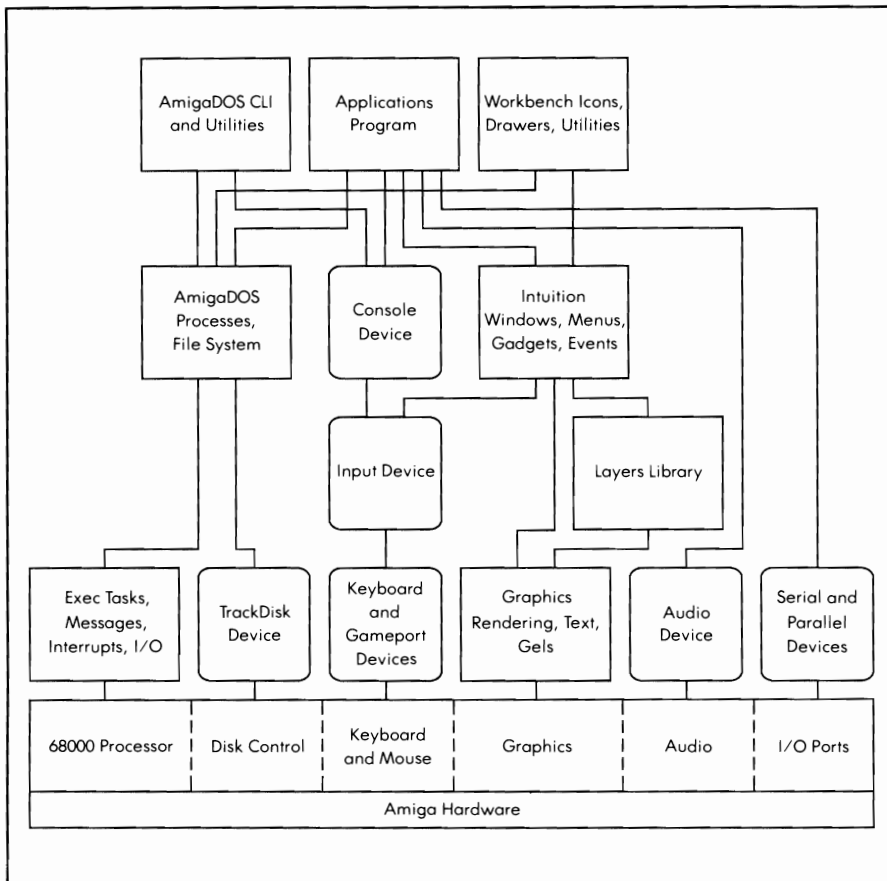 AmigaDOS CLI
and Utilities
Applications
Program
Workbench Icons,
Drawers, Utilities
AmigaDOS
Processes,
File System
Console
Device
Intuition
Windows, Menus,
Gadgets, Events
Input Device
Layers Library
Exec Tasks,
Messages,
Interrupts, I/O
TrackDisk
Device
Keyboard
and
Gameport
Devices
Graphics
Rendering, Text,
Gels
Audio
Device
Serial and
Parallel
Devices
68000 Processor
Disk Control
Keyboard
and Mouse
Graphics
Audio
I/O Ports
Amiga Hardware